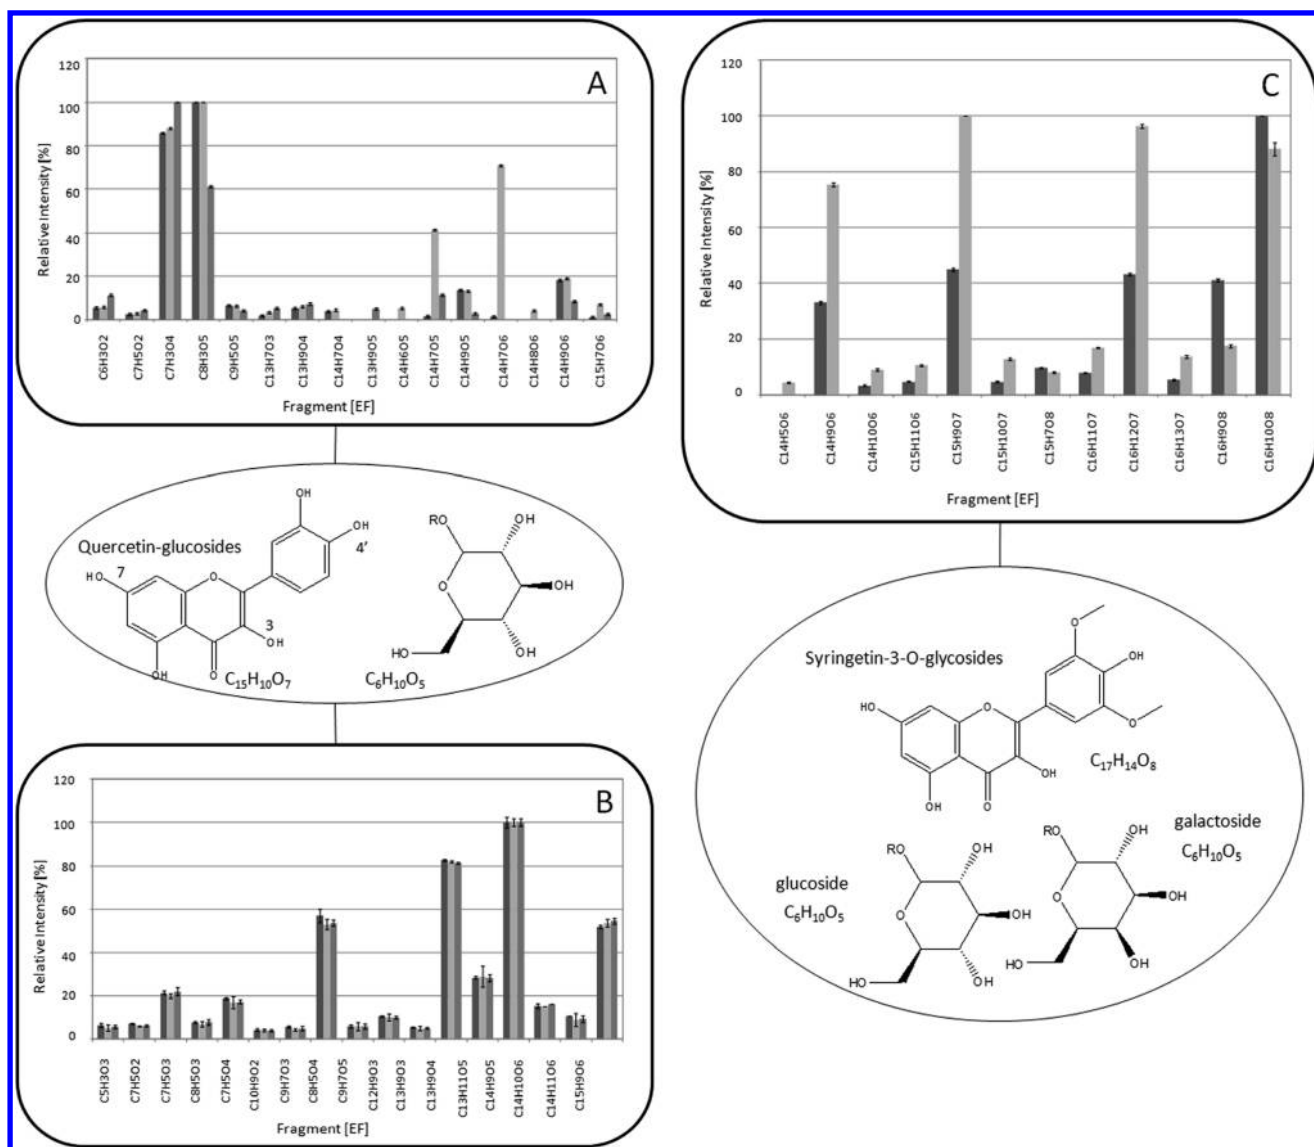 A
120
100
80
60
40
20
0
Relative Intensity [%]
C6H3O2
C7H5O2
C7H3O4
C8H3O5
C9H5O5
C13H7O3
C13H9O4
C14H7O4
C13H9O5
C14H6O5
C14H7O5
C14H9O5
C14H7O6
C14H8O6
C14H9O6
C15H7O6
Fragment [EF]
Quercetin-glucosides
OH
OH
4'
HO
7
O
3
OH
OH
O
C15H10O7
R
O
OH
O
OH
HO
OH
C6H10O5
B
120
100
80
60
40
20
0
Relative Intensity [%]
C5H3O3
C7H5O2
C7H5O3
C8H5O3
C7H5O4
C10H9O2
C9H7O3
C8H5O4
C9H7O5
C12H9O3
C13H9O3
C13H9O4
C13H11O5
C14H9O5
C14H10O6
C14H11O6
C15H9O6
Fragment [EF]
C
120
100
80
60
40
20
0
Relative Intensity [%]
C14H5O6
C14H9O6
C14H10O6
C15H11O6
C15H9O7
C15H10O7
C15H7O8
C16H11O7
C16H12O7
C16H13O7
C16H9O8
C16H10O8
Fragment [EF]
Syringetin-3-O-glycosides
O
OH
O
HO
O
OH
OH
O
C17H14O8
glucoside
C6H10O5
RO
OH
O
OH
HO
OH
galactoside
C6H10O5
RO
OH
O
OH
HO
OH